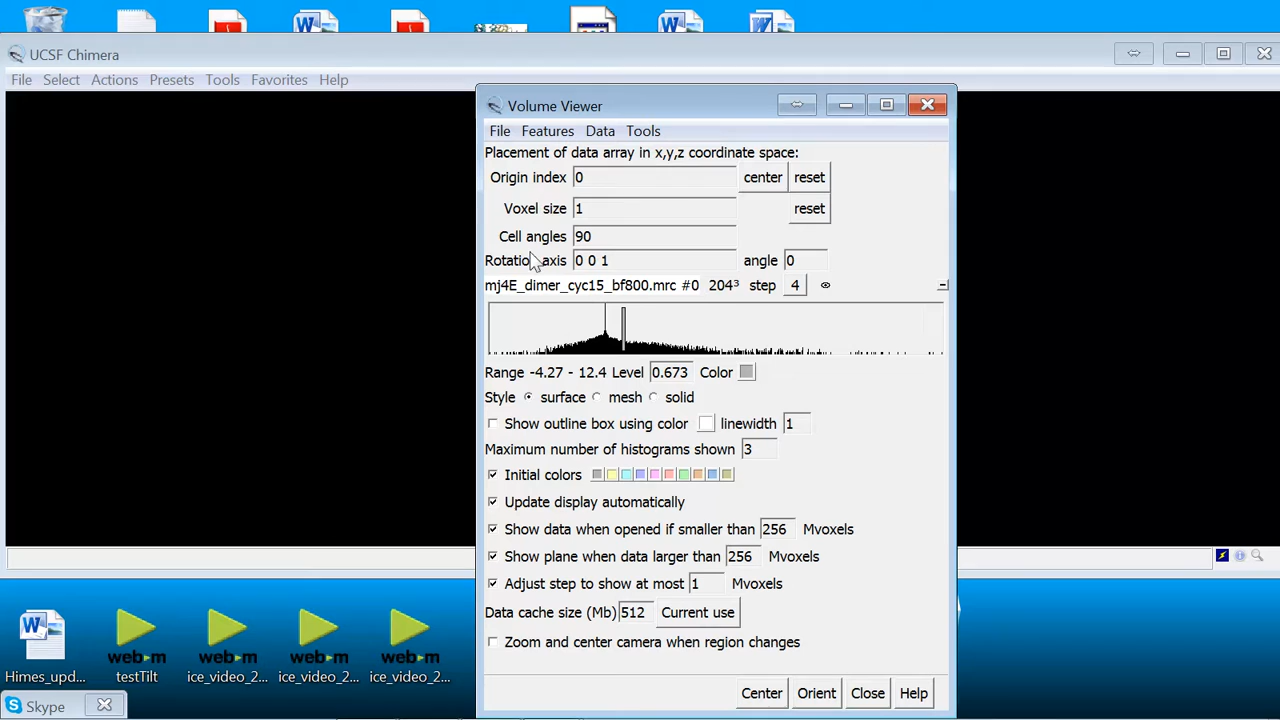 UCSF Chimera
File Select Actions Presets Tools Favorites Help
Volume Viewer
File Features Data Tools
Placement of data array in x,y,z coordinate space:
Origin index 0 center reset
Voxel size 1 reset
Cell angles 90
Rotation axis 0 0 1 angle 0
mj4E_dimer_cyc15_bf800.mrc #0 204³ step 4
Range -4.27 - 12.4 Level 0.673 Color
Style surface mesh solid
Show outline box using color linewidth 1
Maximum number of histograms shown 3
Initial colors
Update display automatically
Show data when opened if smaller than 256 Mvoxels
Show plane when data larger than 256 Mvoxels
Adjust step to show at most 1 Mvoxels
Data cache size (Mb) 512 Current use
Zoom and center camera when region changes
Center Orient Close Help
web-m web-m web-m web-m
Himes_upd... testTilt ice_video_2... ice_video_2... ice_video_2...
Skype